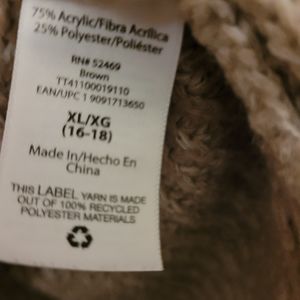 75% Acrylic/Fibra Acrílica
25% Polyester/Poliéster
RN# 52469
Brown
TT41100019110
EAN/UPC 1 9091713650
XL/XG
(16-18)
Made In/Hecho En
China
THIS LABEL YARN IS MADE
OUT OF 100% RECYCLED
POLYESTER MATERIALS